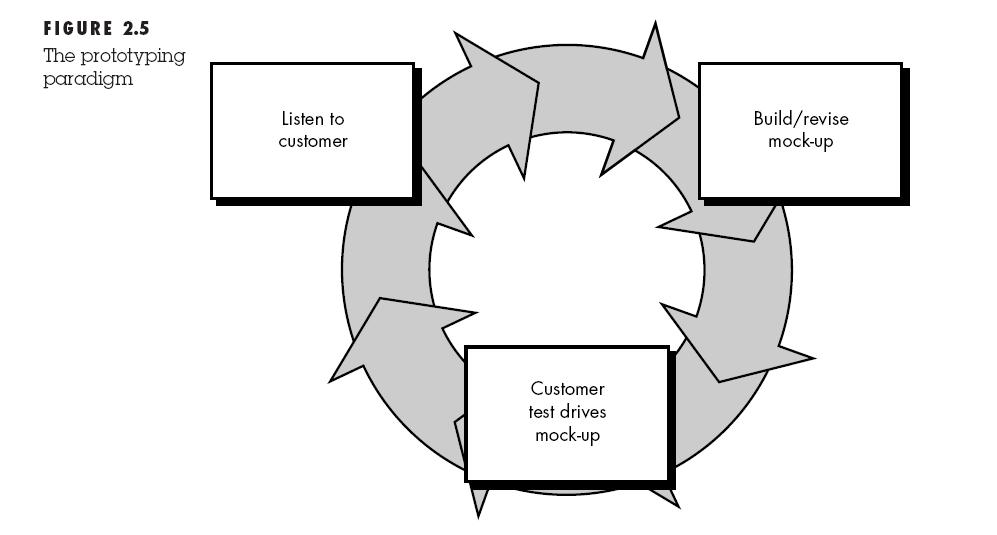 FIGURE 2.5
The prototyping
paradigm
Listen to
customer
Build/revise
mock-up
Customer
test drives
mock-up